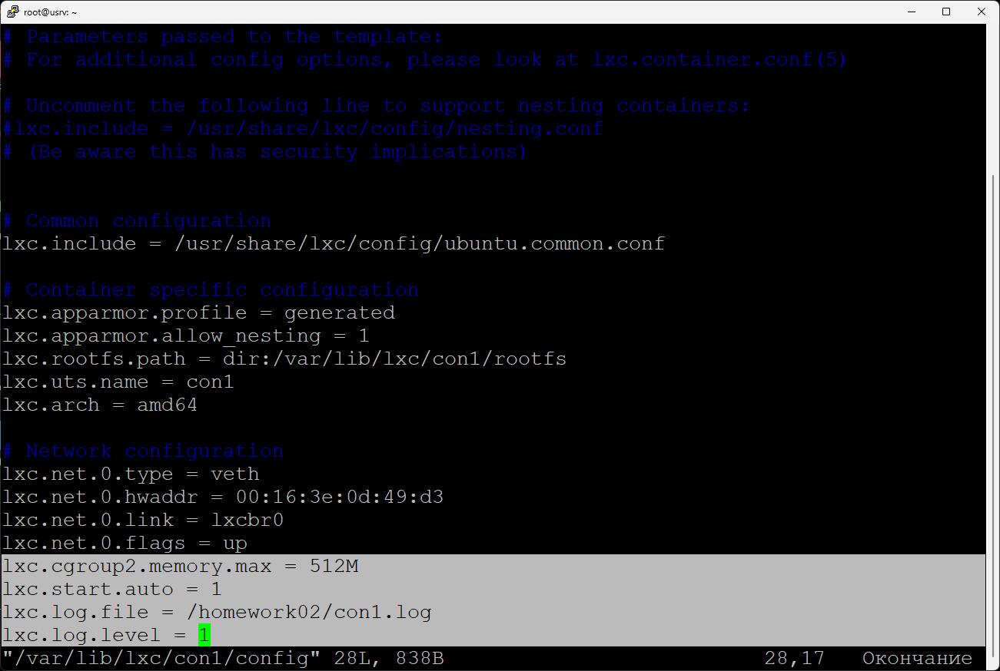 root@usrv: ~
# Parameters passed to the template:
# For additional config options, please look at lxc.container.conf(5)
# Uncomment the following line to support nesting containers:
#lxc.include = /usr/share/lxc/config/nesting.conf
# (Be aware this has security implications)
# Common configuration
lxc.include = /usr/share/lxc/config/ubuntu.common.conf
# Container specific configuration
lxc.apparmor.profile = generated
lxc.apparmor.allow_nesting = 1
lxc.rootfs.path = dir:/var/lib/lxc/con1/rootfs
lxc.uts.name = con1
lxc.arch = amd64
# Network configuration
lxc.net.0.type = veth
lxc.net.0.hwaddr = 00:16:3e:0d:49:d3
lxc.net.0.link = lxcbr0
lxc.net.0.flags = up
lxc.cgroup2.memory.max = 512M
lxc.start.auto = 1
lxc.log.file = /homework02/con1.log
lxc.log.level = 1
"/var/lib/lxc/con1/config" 28L, 838B 28,17 Окончание